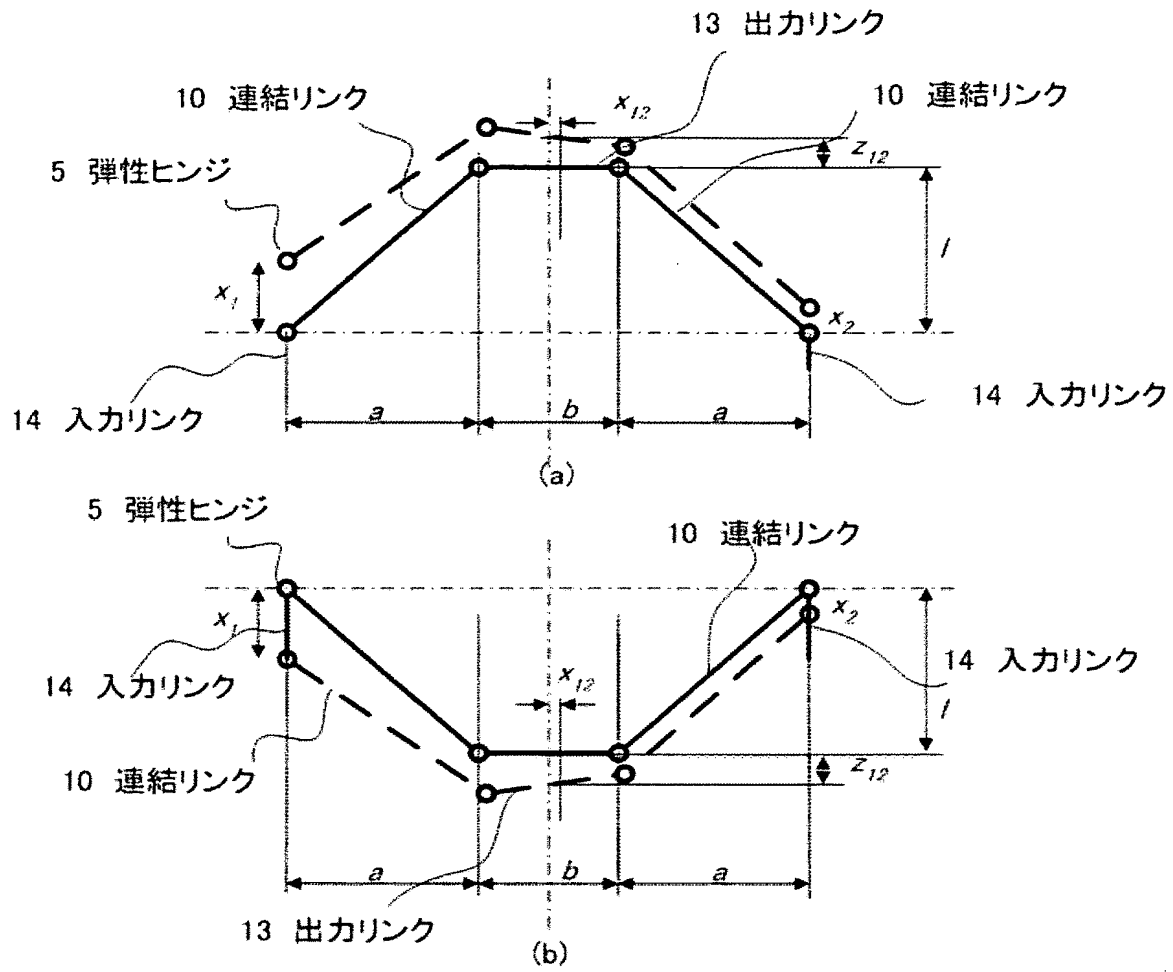 13 出力リンク
10 連結リンク
x12
10 連結リンク
z12
5 弾性ヒンジ
l
x1
x2
14 入力リンク
14 入力リンク
a
b
a
(a)
5 弾性ヒンジ
10 連結リンク
x1
x2
14 入力リンク
14 入力リンク
x12
l
10 連結リンク
z12
a
b
a
13 出力リンク
(b)